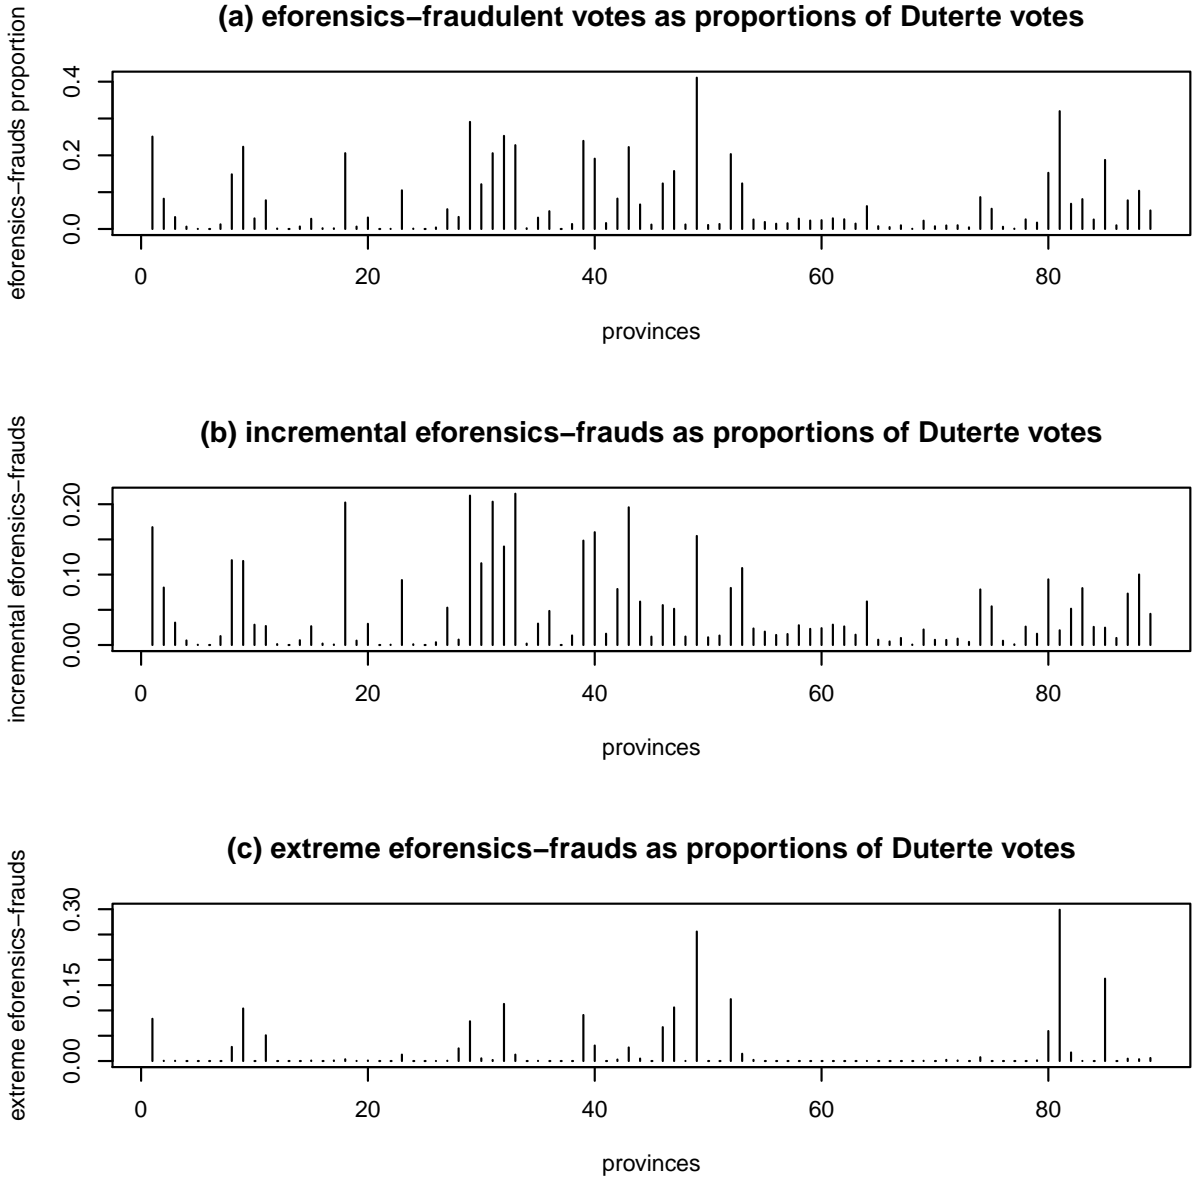 (a) eforensics−fraudulent votes as proportions of Duterte votes
eforensics−frauds proportion
0.4
0.2
0.0
0 20 40 60 80
provinces
(b) incremental eforensics−frauds as proportions of Duterte votes
incremental eforensics−frauds
0.20
0.10
0.00
0 20 40 60 80
provinces
(c) extreme eforensics−frauds as proportions of Duterte votes
extreme eforensics−frauds
0.30
0.15
0.00
0 20 40 60 80
provinces